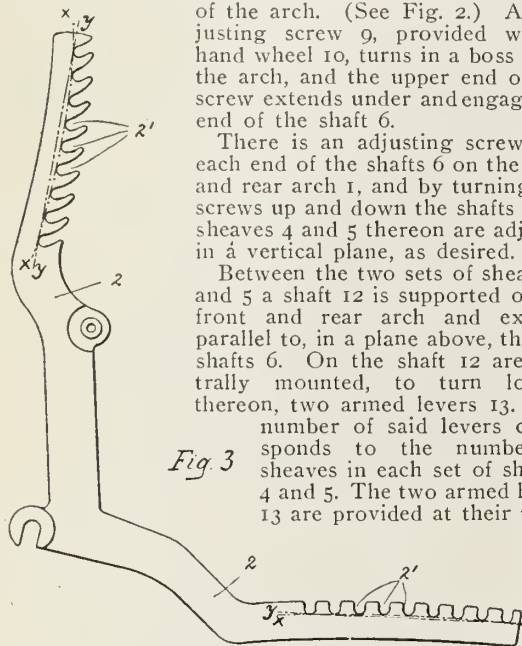 of the arch. (See Fig. 2.) A
justing screw 9, provided w
hand wheel 10, turns in a boss
the arch, and the upper end o
screw extends under and engag
end of the shaft 6.
There is an adjusting screw
each end of the shafts 6 on the
and rear arch 1, and by turning
screws up and down the shafts
sheaves 4 and 5 thereon are adj
in a vertical plane, as desired.
Between the two sets of shea
and 5 a shaft 12 is supported o
front and rear arch and ex
parallel to, in a plane above, th
shafts 6. On the shaft 12 are
trally mounted, to turn lo
thereon, two armed levers 13.
number of said levers c
sponds to the numbe
sheaves in each set of sh
4 and 5. The two armed l
13 are provided at their
x
y
2'
x
y
2
Fig. 3
2
2'
y
x